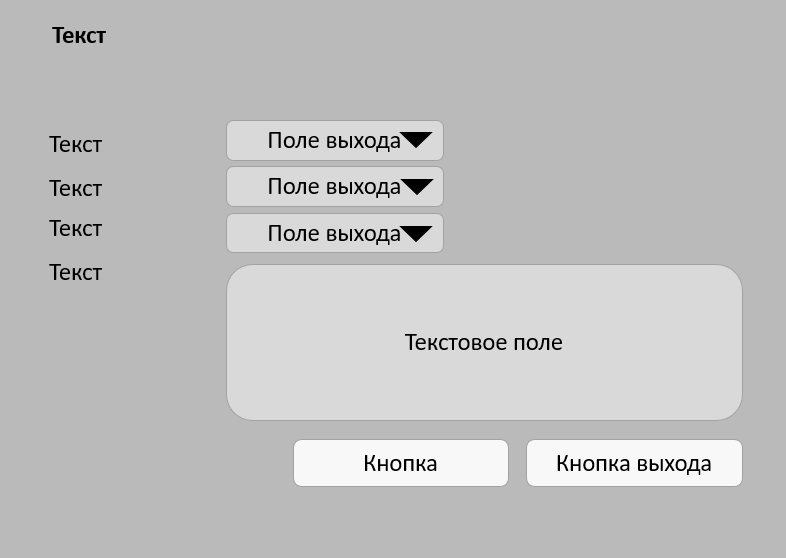 Текст
Текст
Поле выхода
Текст
Поле выхода
Текст
Поле выхода
Текст
Текстовое поле
Кнопка
Кнопка выхода